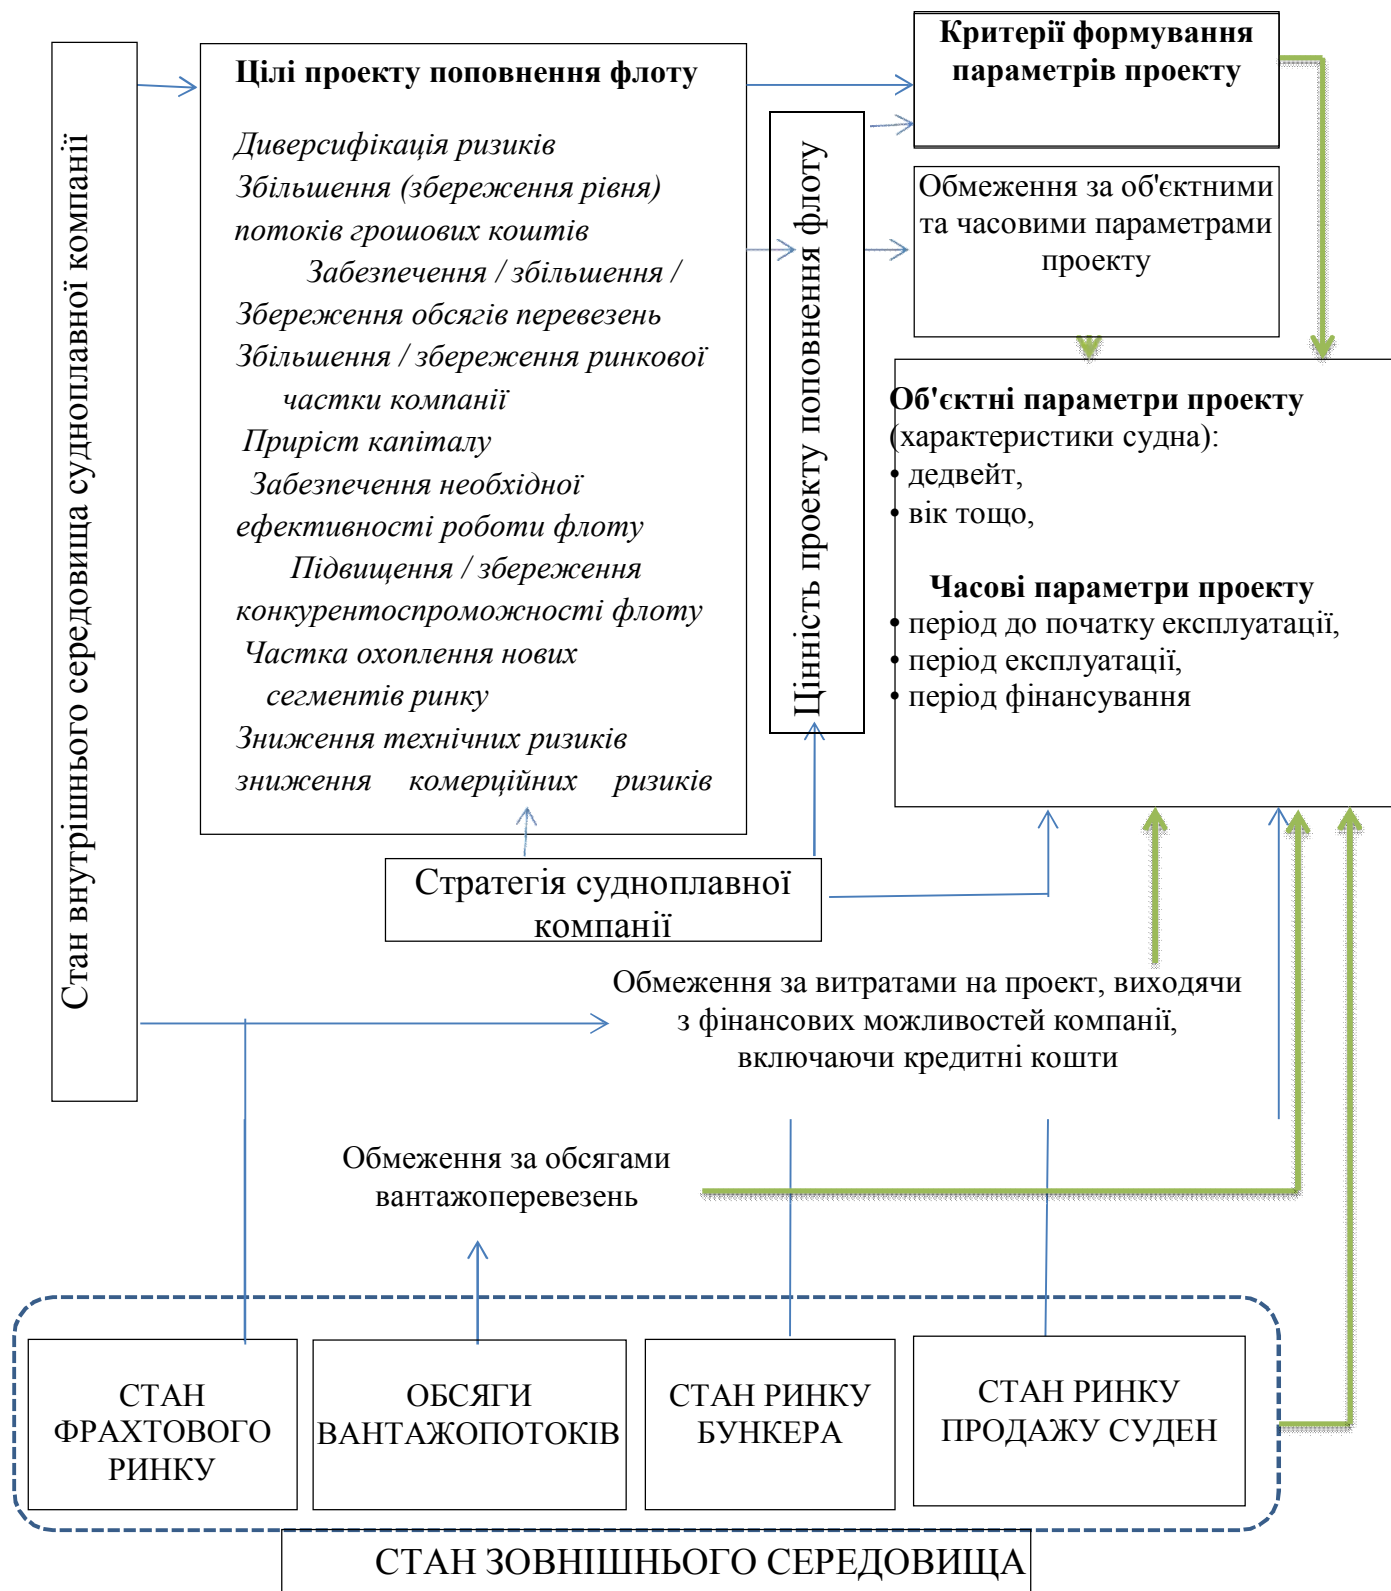 Стан внутрішнього середовища судноплавної компанії
Цілі проекту поповнення флоту
Диверсифікація ризиків
Збільшення (збереження рівня)
потоків грошових коштів
Забезпечення / збільшення /
Збереження обсягів перевезень
Збільшення / збереження ринкової
частки компанії
Приріст капіталу
Забезпечення необхідної
ефективності роботи флоту
Підвищення / збереження
конкурентоспроможності флоту
Частка охоплення нових
сегментів ринку
Зниження технічних ризиків
зниження комерційних ризиків
Цінність проекту поповнення флоту
Критерії формування
параметрів проекту
Обмеження за об'єктними
та часовими параметрами
проекту
Об'єктні параметри проекту
(характеристики судна):
• дедвейт,
• вік тощо,
Часові параметри проекту
• період до початку експлуатації,
• період експлуатації,
• період фінансування
Стратегія судноплавної
компанії
Обмеження за витратами на проект, виходячи
з фінансових можливостей компанії,
включаючи кредитні кошти
Обмеження за обсягами
вантажоперевезень
СТАН
ФРАХТОВОГО
РИНКУ
ОБСЯГИ
ВАНТАЖОПОТОКІВ
СТАН РИНКУ
БУНКЕРА
СТАН РИНКУ
ПРОДАЖУ СУДЕН
СТАН ЗОВНІШНЬОГО СЕРЕДОВИЩА